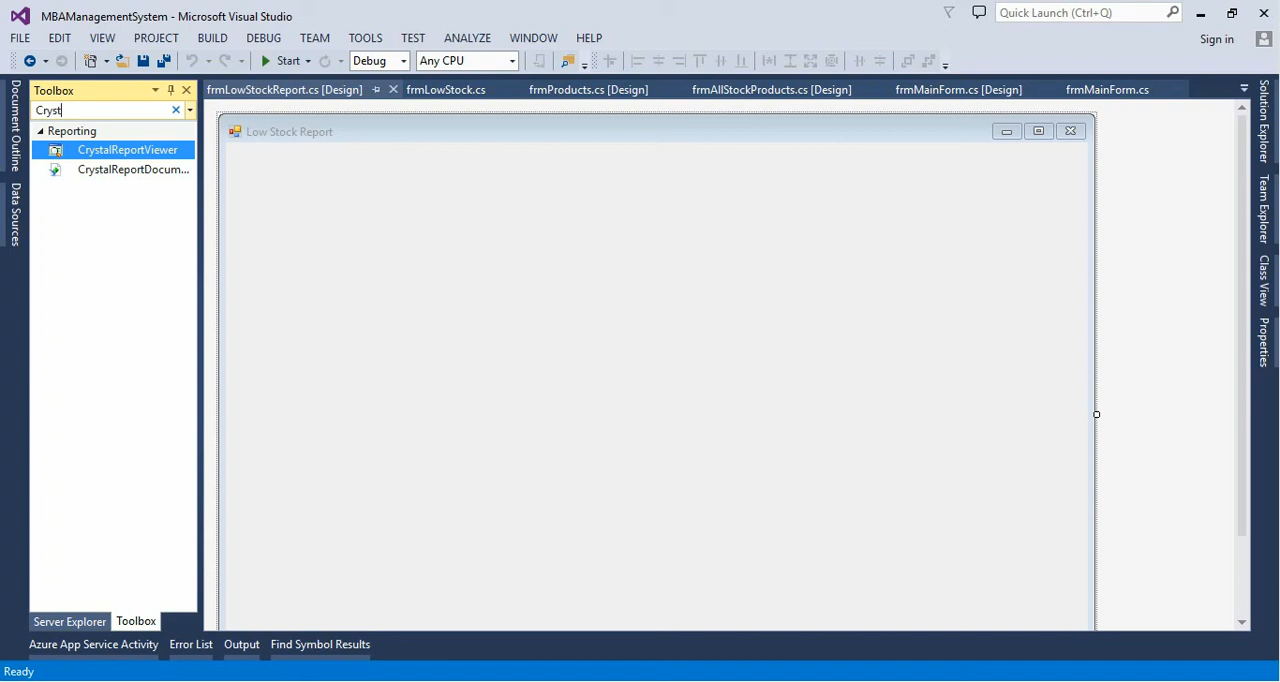 MBAManagementSystem - Microsoft Visual Studio
Quick Launch (Ctrl+Q)
FILE EDIT VIEW PROJECT BUILD DEBUG TEAM TOOLS TEST ANALYZE WINDOW HELP
Sign in
Start Debug Any CPU
Toolbox
frmLowStockReport.cs [Design] frmLowStock.cs frmProducts.cs [Design] frmAllStockProducts.cs [Design] frmMainForm.cs [Design] frmMainForm.cs
Cryst
Reporting
CrystalReportViewer
CrystalReportDocum...
Low Stock Report
Document Outline
Data Sources
Solution Explorer
Team Explorer
Class View
Properties
Server Explorer Toolbox
Azure App Service Activity Error List Output Find Symbol Results
Ready